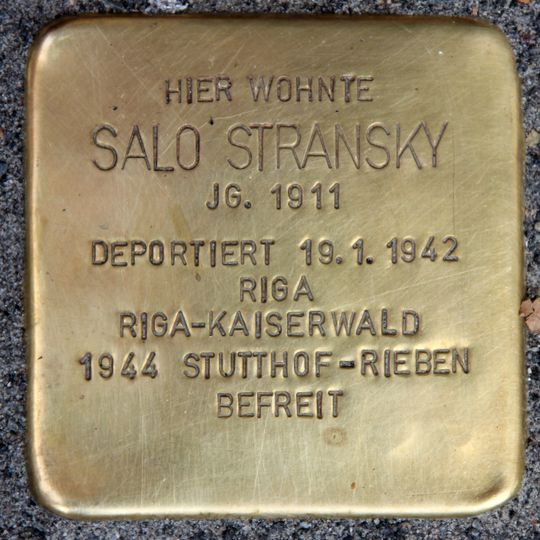 HIER WOHNTE
SALO STRANSKY
JG. 1911
DEPORTIERT 19.1.1942
RIGA
RIGA-KAISERWALD
1944 STUTTHOF-RIEBEN
BEFREIT